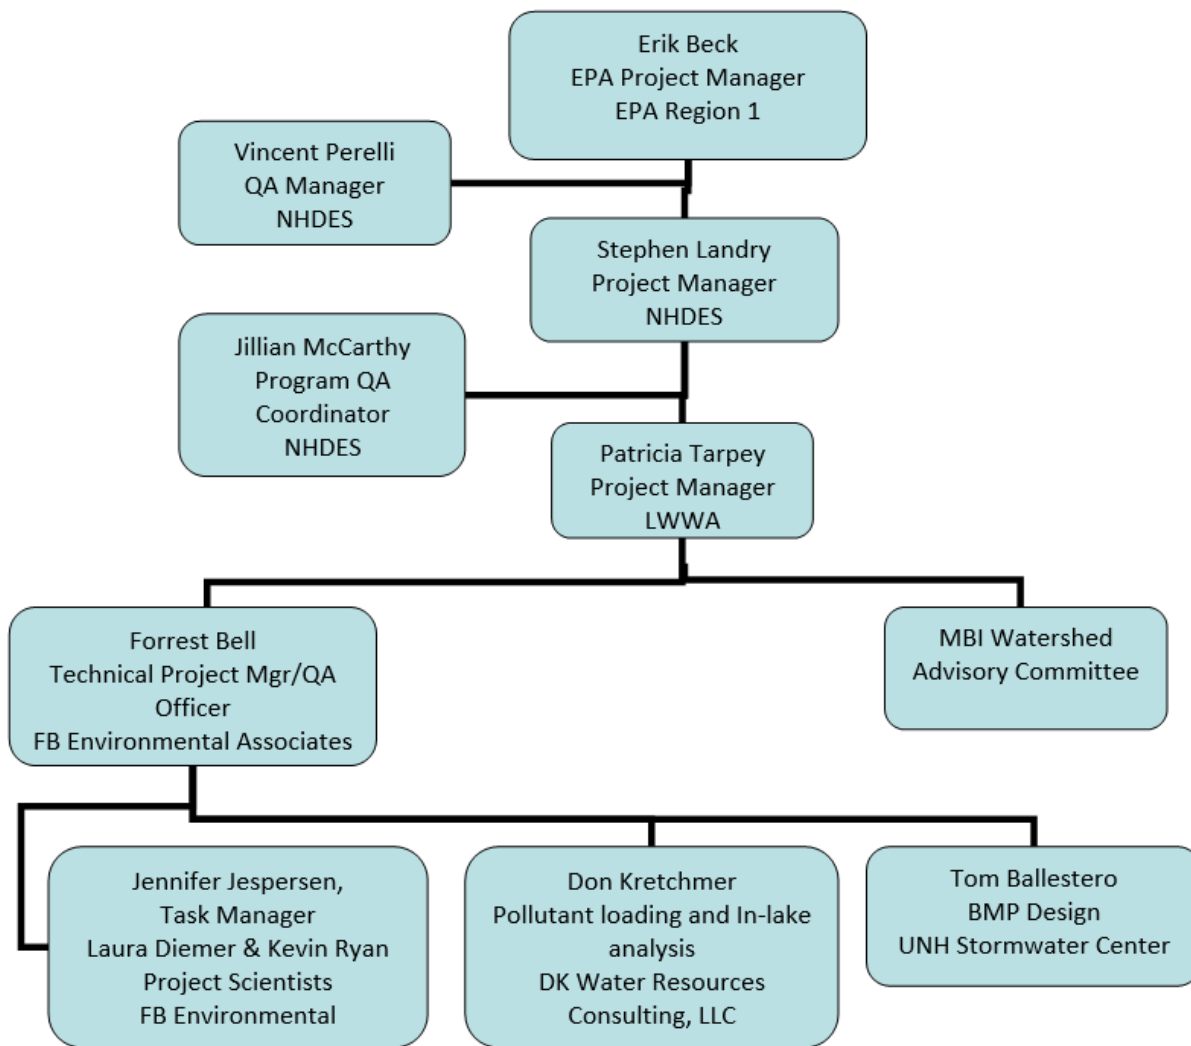 Erik Beck
EPA Project Manager
EPA Region 1
Vincent Perelli
QA Manager
NHDES
Stephen Landry
Project Manager
NHDES
Jillian McCarthy
Program QA
Coordinator
NHDES
Patricia Tarpey
Project Manager
LWWA
Forrest Bell
Technical Project Mgr/QA
Officer
FB Environmental Associates
MBI Watershed
Advisory Committee
Jennifer Jespersen,
Task Manager
Laura Diemer & Kevin Ryan
Project Scientists
FB Environmental
Don Kretchmer
Pollutant loading and In-lake
analysis
DK Water Resources
Consulting, LLC
Tom Ballestero
BMP Design
UNH Stormwater Center